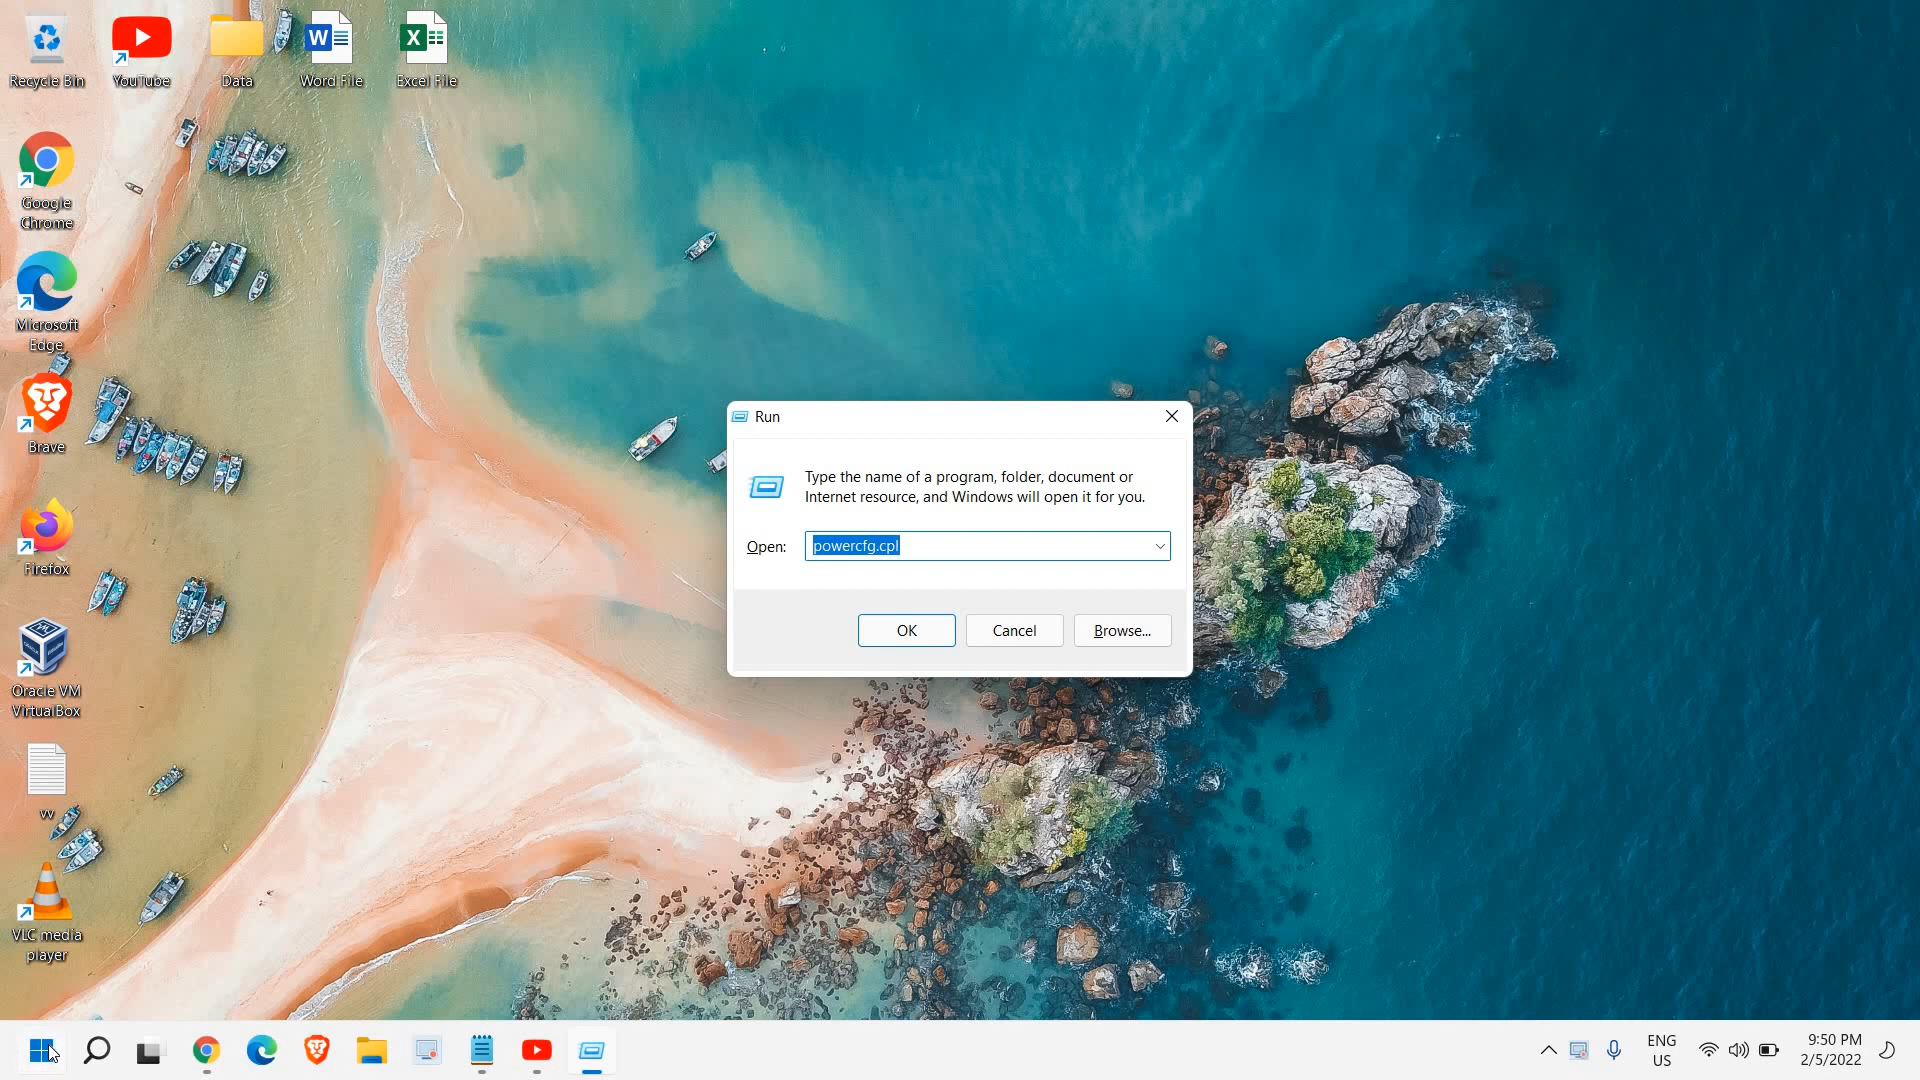 Recycle Bin
YouTube
Data
Word File
Excel File
Google
Chrome
Microsoft
Edge
Brave
Firefox
Oracle VM
VirtualBox
vv
VLC media
player
Run
Type the name of a program, folder, document or
Internet resource, and Windows will open it for you.
Open:
powercfg.cpl
OK
Cancel
Browse...
ENG
US
9:50 PM
2/5/2022